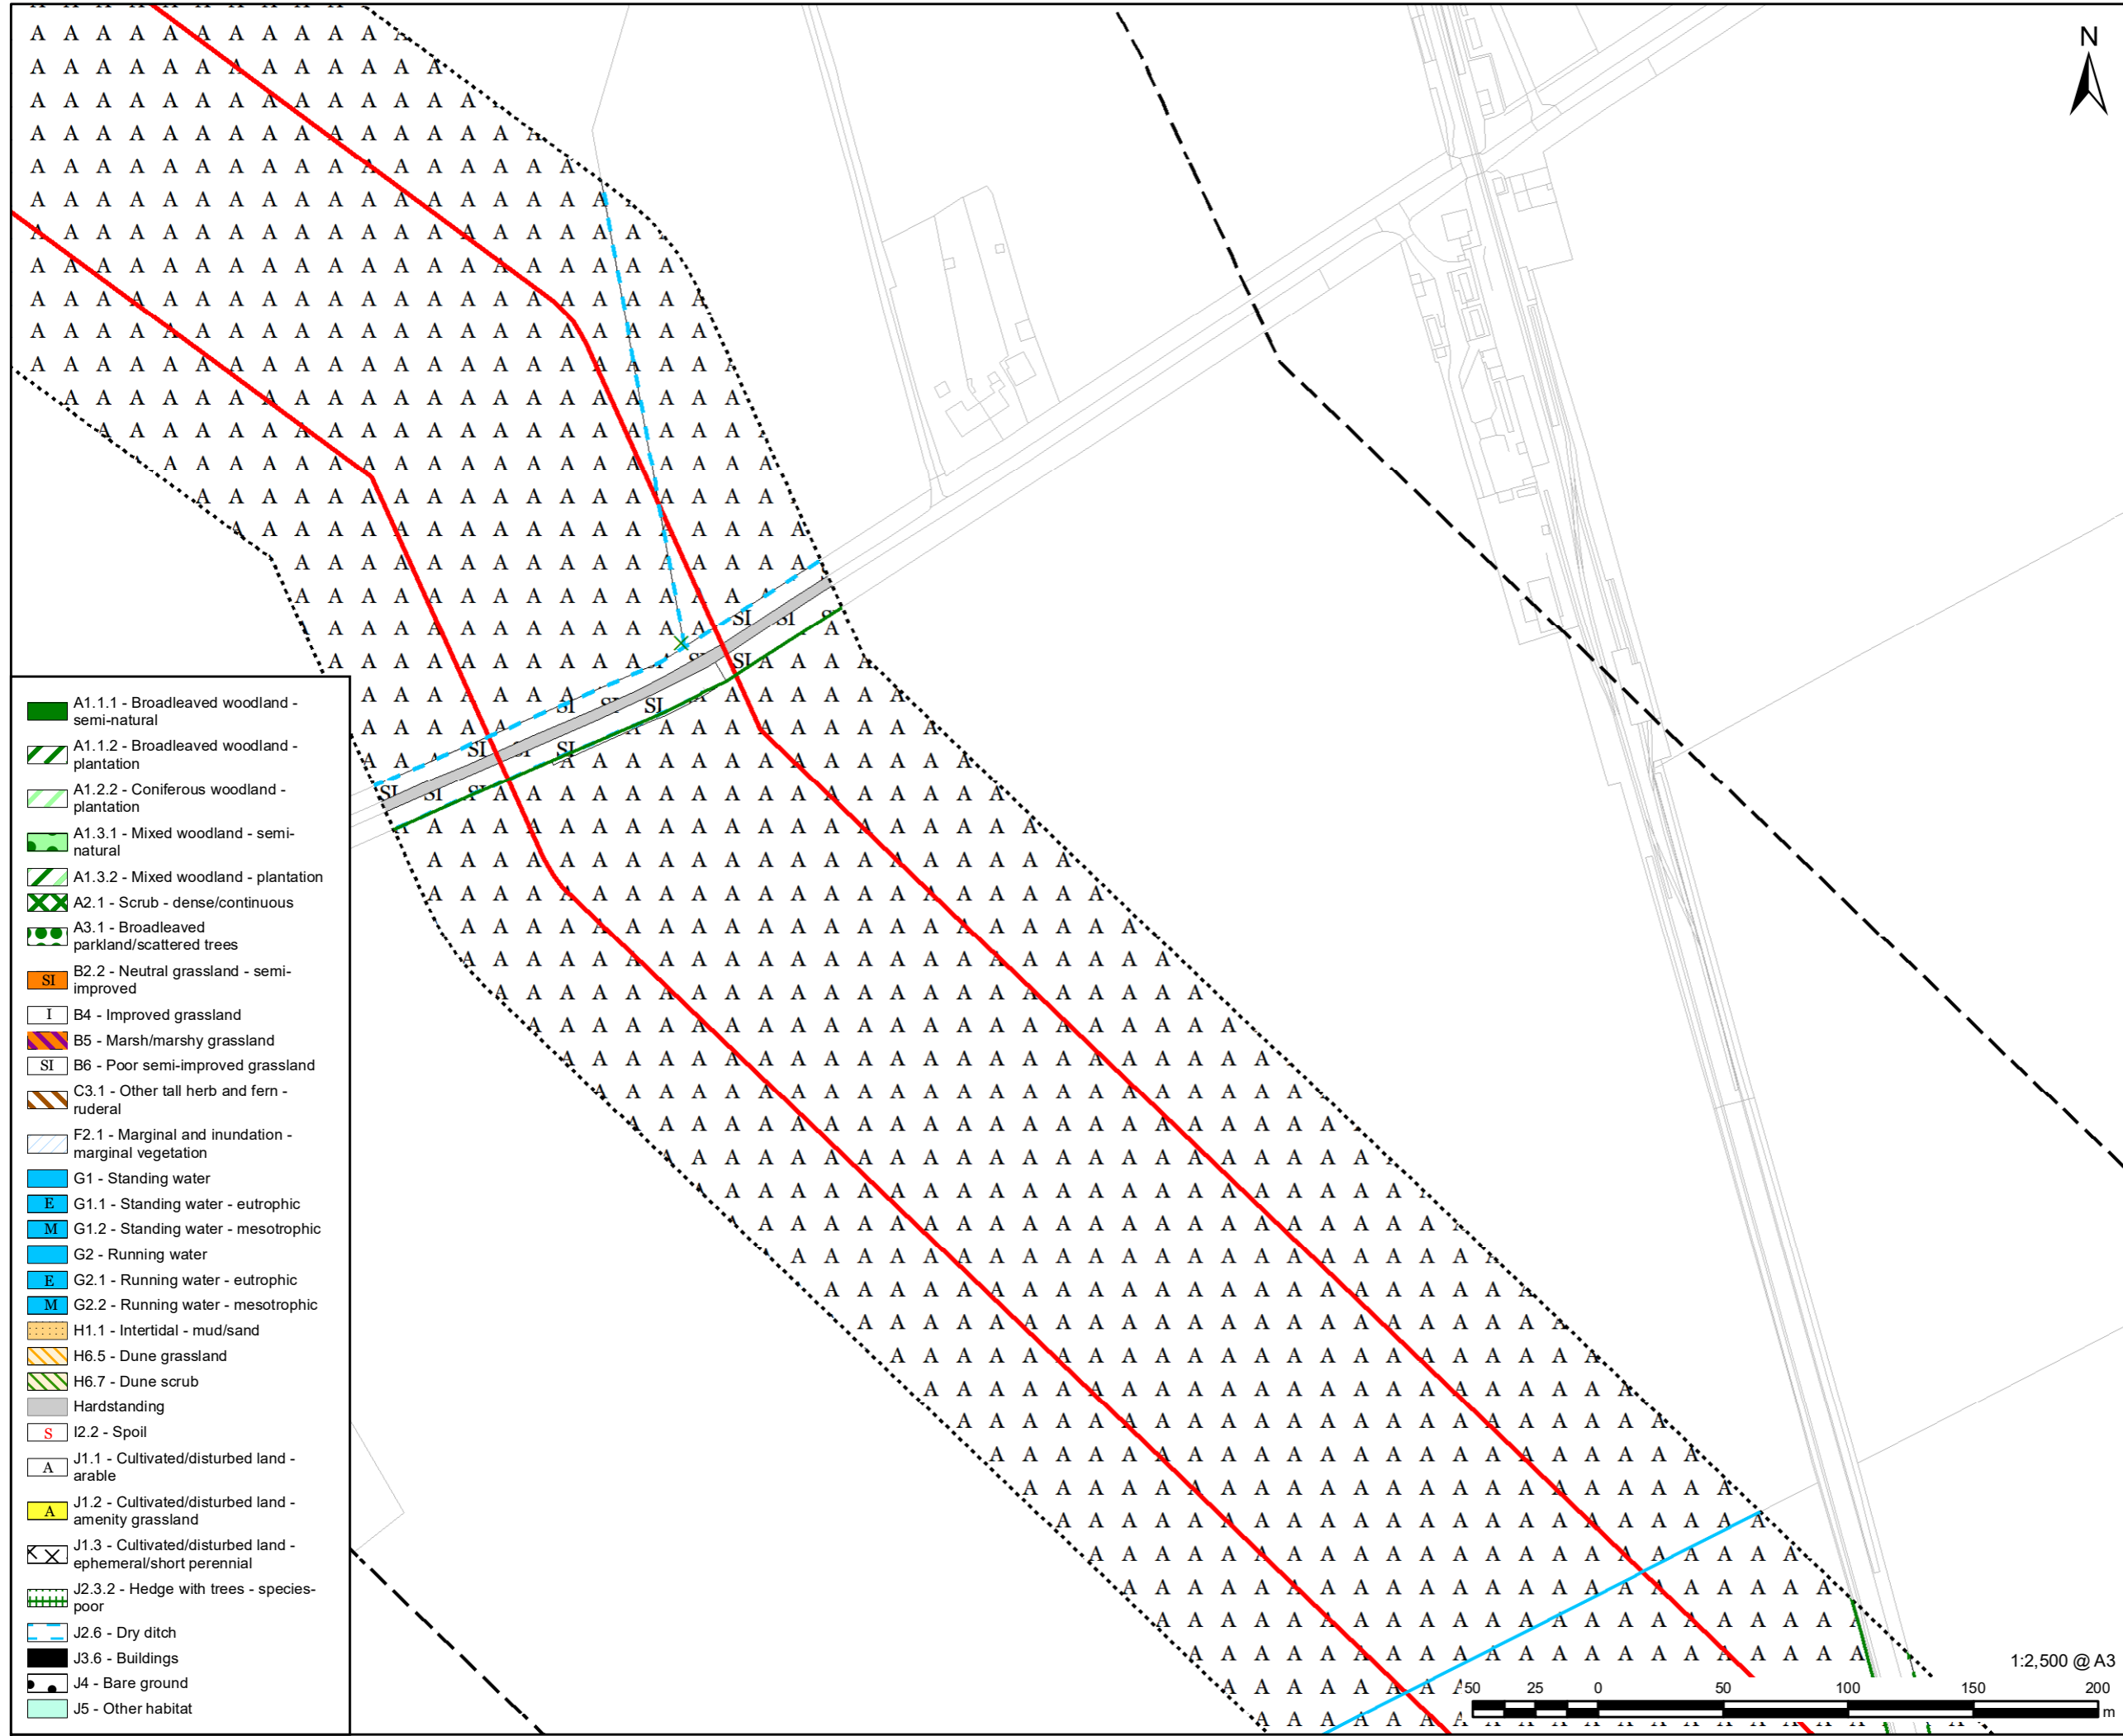 N
A1.1.1 - Broadleaved woodland -
semi-natural
A1.1.2 - Broadleaved woodland -
plantation
A1.2.2 - Coniferous woodland -
plantation
A1.3.1 - Mixed woodland - semi-
natural
A1.3.2 - Mixed woodland - plantation
A2.1 - Scrub - dense/continuous
A3.1 - Broadleaved
parkland/scattered trees
SI B2.2 - Neutral grassland - semi-
improved
I B4 - Improved grassland
B5 - Marsh/marshy grassland
SI B6 - Poor semi-improved grassland
C3.1 - Other tall herb and fern -
ruderal
F2.1 - Marginal and inundation -
marginal vegetation
G1 - Standing water
E G1.1 - Standing water - eutrophic
M G1.2 - Standing water - mesotrophic
G2 - Running water
E G2.1 - Running water - eutrophic
M G2.2 - Running water - mesotrophic
H1.1 - Intertidal - mud/sand
H6.5 - Dune grassland
H6.7 - Dune scrub
Hardstanding
S I2.2 - Spoil
A J1.1 - Cultivated/disturbed land -
arable
A J1.2 - Cultivated/disturbed land -
amenity grassland
J1.3 - Cultivated/disturbed land -
ephemeral/short perennial
J2.3.2 - Hedge with trees - species-
poor
J2.6 - Dry ditch
J3.6 - Buildings
J4 - Bare ground
J5 - Other habitat
1:2,500 @ A3
50 25 0 50 100 150 200
m